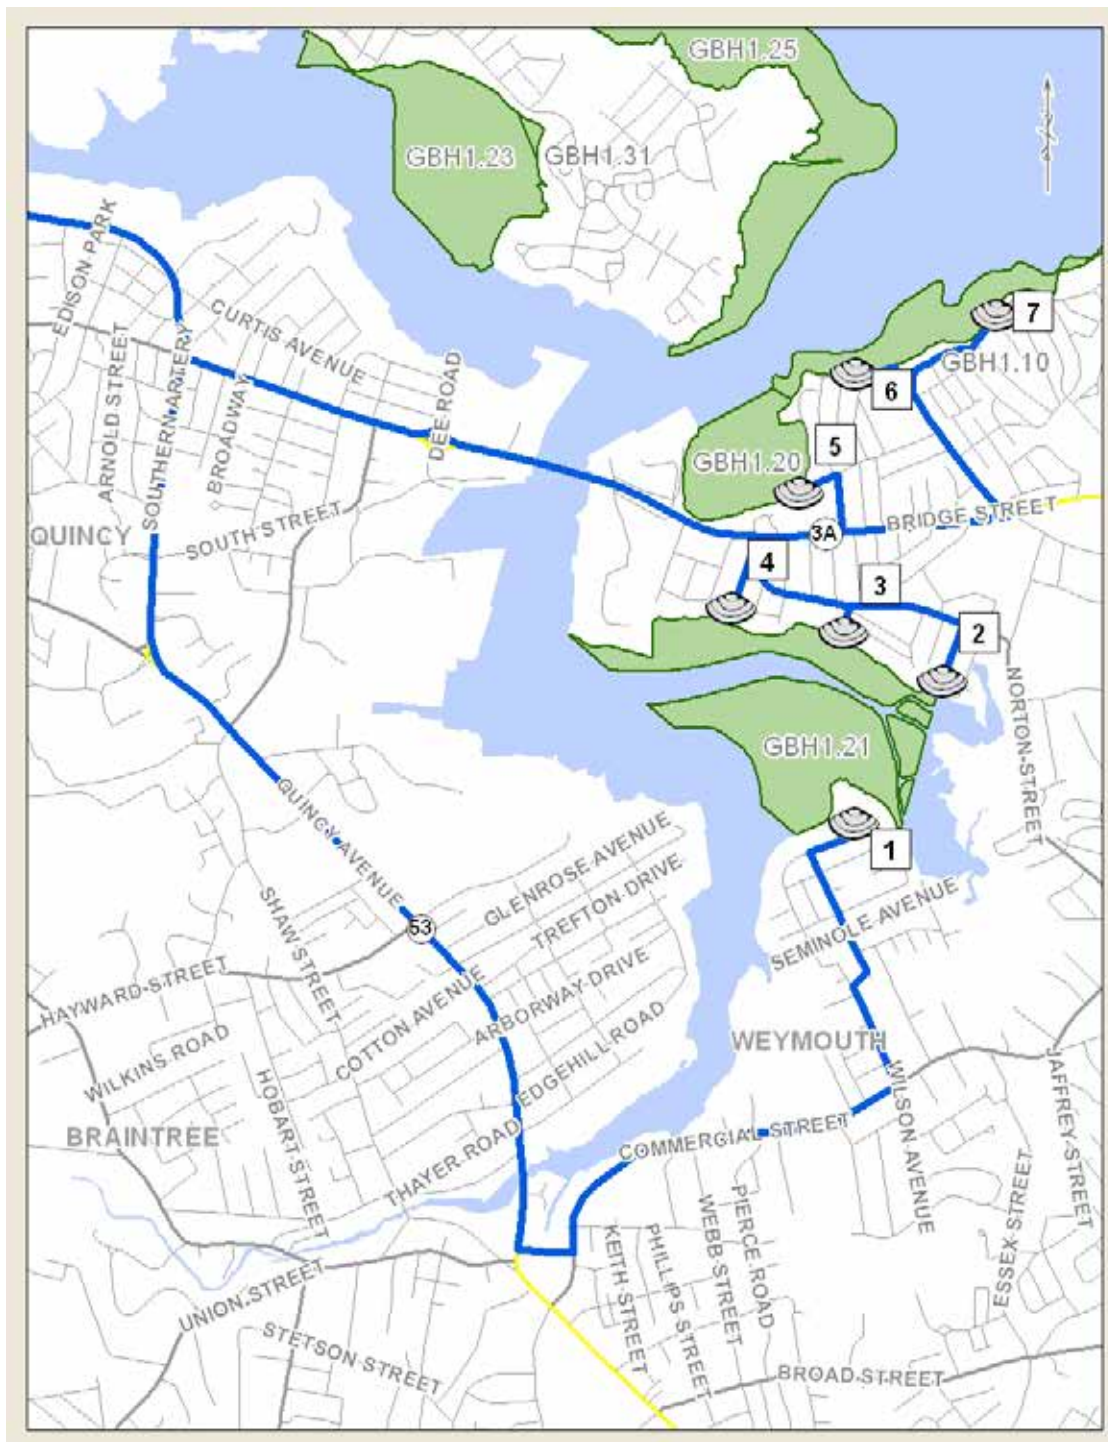 GBH1.25
GBH1.23
GBH1.31
EDISON PARK
CURTIS AVENUE
ARNOLD STREET
SOUTHERN ARTERY
BROADWAY
DEE ROAD
7
GBH1.10
6
5
GBH1.20
BRIDGE STREET
3A
QUINCY
SOUTH STREET
4
3
2
NORTON STREET
GBH1.21
QUINCY AVENUE
1
GLENROSE AVENUE
TREFTON DRIVE
SEMINOLE AVENUE
53
SHAW STREET
HAYWARD STREET
COTTON AVENUE
ARBORWAY DRIVE
EDGEHILL ROAD
WILKINS ROAD
WEYMOUTH
HOBART STREET
WILSON AVENUE
JAFFREY STREET
BRAINTREE
THAYER ROAD
COMMERCIAL STREET
ESSEX STREET
PIERCE ROAD
WEBB STREET
PHILLIPS STREET
KEITH STREET
UNION STREET
STETSON STREET
BROAD STREET